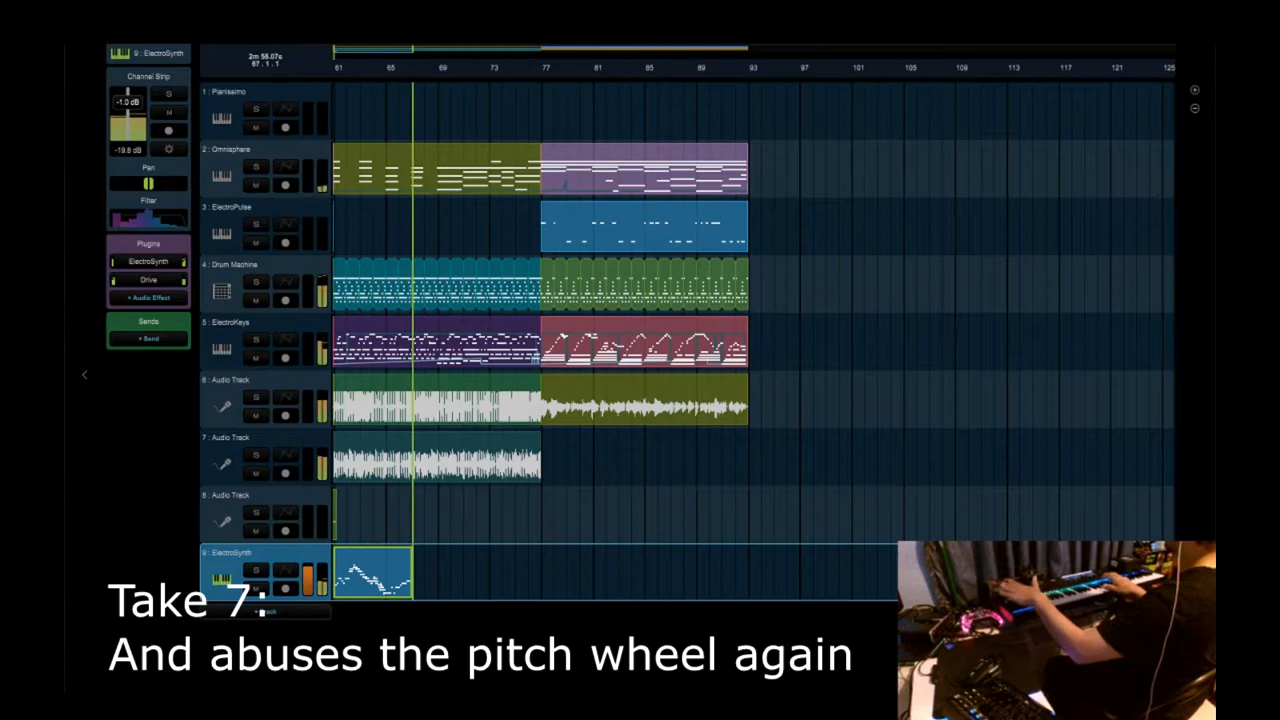 9 : ElectroSynth
2m 55.07s
67 . 1 . 1
61 65 69 73 77 81 85 89 93 97 101 105 109 113 117 121 125
Channel Strip
-1.0 dB
S
M
-19.8 dB
Pan
Filter
Plugins
ElectroSynth
Drive
+ Audio Effect
Sends
+ Send
1 : Pianissimo
S
M
2 : Omnisphere
S
M
3 : ElectroPulse
S
M
4 : Drum Machine
S
M
5 : ElectroKeys
S
M
6 : Audio Track
S
M
7 : Audio Track
S
M
8 : Audio Track
S
M
9 : ElectroSynth
S
Take 7:
And abuses the pitch wheel again